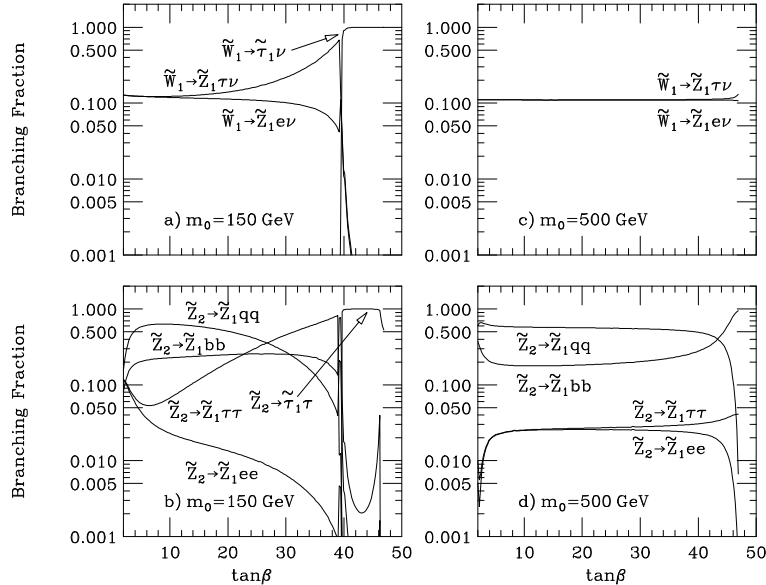 Branching Fraction
1.000
0.500
0.100
0.050
0.010
0.005
0.001
W̃₁→τ̃₁ν
W̃₁→Z̃₁τν
W̃₁→Z̃₁eν
a) m₀=150 GeV
1.000
0.500
0.100
0.050
0.010
0.005
0.001
W̃₁→Z̃₁τν
W̃₁→Z̃₁eν
c) m₀=500 GeV
Branching Fraction
1.000
0.500
0.100
0.050
0.010
0.005
0.001
Z̃₂→Z̃₁qq
Z̃₂→Z̃₁bb
Z̃₂→Z̃₁ττ
Z̃₂→τ̃₁τ
Z̃₂→Z̃₁ee
b) m₀=150 GeV
10 20 30 40 50
tanβ
1.000
0.500
0.100
0.050
0.010
0.005
0.001
Z̃₂→Z̃₁qq
Z̃₂→Z̃₁bb
Z̃₂→Z̃₁ττ
Z̃₂→Z̃₁ee
d) m₀=500 GeV
10 20 30 40 50
tanβ